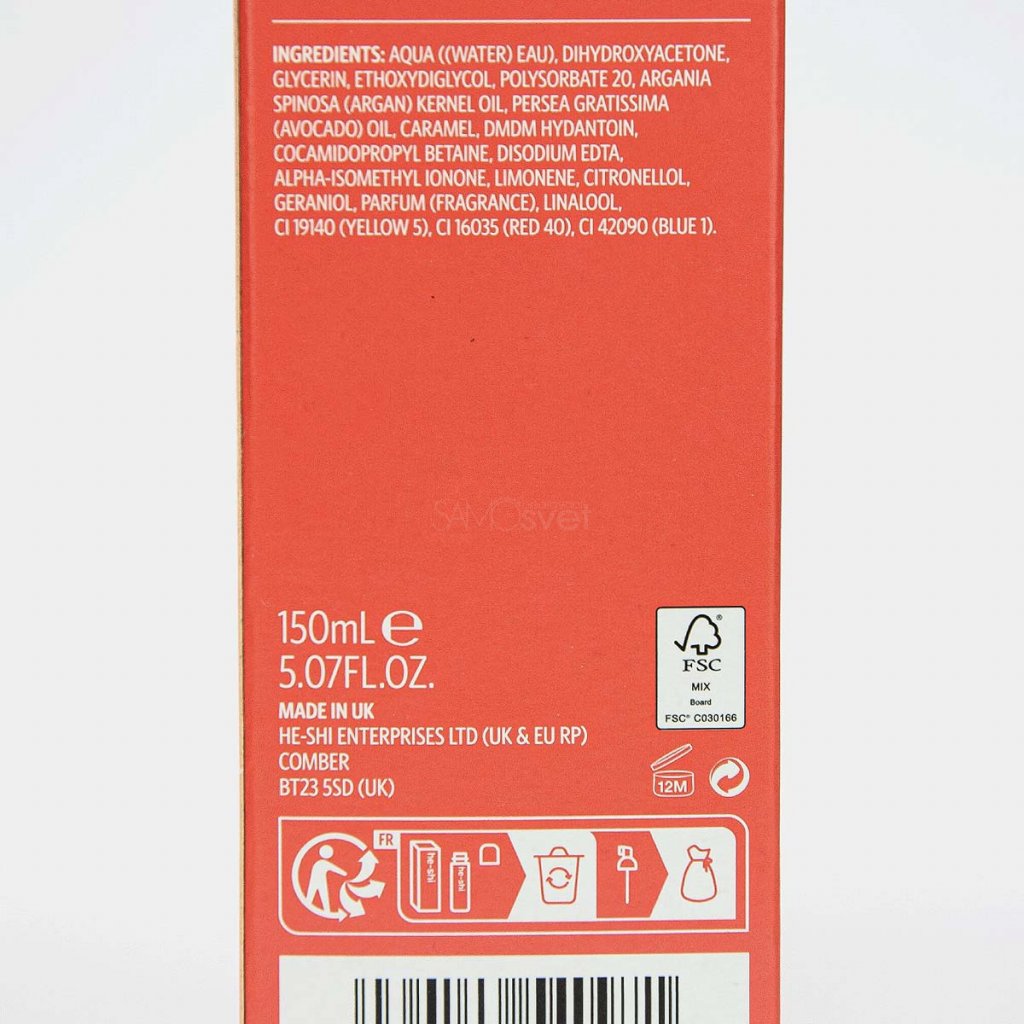 INGREDIENTS: AQUA ((WATER) EAU), DIHYDROXYACETONE,
GLYCERIN, ETHOXYDIGLYCOL, POLYSORBATE 20, ARGANIA
SPINOSA (ARGAN) KERNEL OIL, PERSEA GRATISSIMA
(AVOCADO) OIL, CARAMEL, DMDM HYDANTOIN,
COCAMIDOPROPYL BETAINE, DISODIUM EDTA,
ALPHA-ISOMETHYL IONONE, LIMONENE, CITRONELLOL,
GERANIOL, PARFUM (FRAGRANCE), LINALOOL,
CI 19140 (YELLOW 5), CI 16035 (RED 40), CI 42090 (BLUE 1).
SAMOsvet
150mL e
5.07FL.OZ.
MADE IN UK
HE-SHI ENTERPRISES LTD (UK & EU RP)
COMBER
BT23 5SD (UK)
®
FSC
MIX
Board
FSC® C030166
12M
FR
he-shi
he-shi